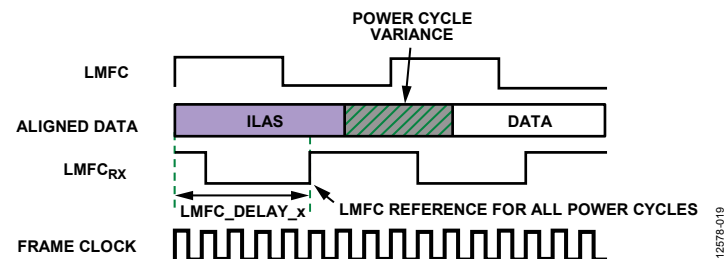 POWER CYCLE
VARIANCE
LMFC
ALIGNED DATA
ILAS
DATA
LMFCRX
LMFC_DELAY_x
LMFC REFERENCE FOR ALL POWER CYCLES
FRAME CLOCK
12578-019